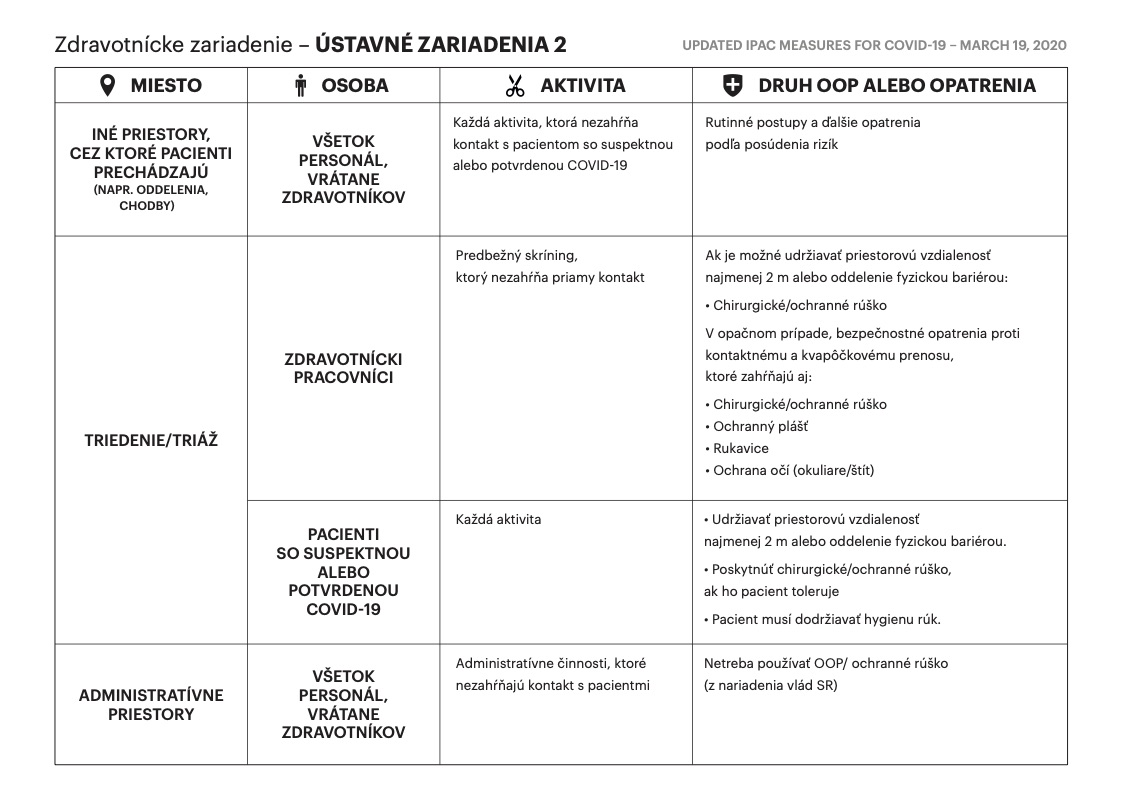 Zdravotnícke zariadenie – ÚSTAVNÉ ZARIADENIA 2
UPDATED IPAC MEASURES FOR COVID-19 – MARCH 19, 2020
MIESTO
OSOBA
AKTIVITA
DRUH OOP ALEBO OPATRENIA
INÉ PRIESTORY,
CEZ KTORÉ PACIENTI
PRECHÁDZAJÚ
(NAPR. ODDELENIA,
CHODBY)
VŠETOK
PERSONÁL,
VRÁTANE
ZDRAVOTNÍKOV
Každá aktivita, ktorá nezahŕňa
kontakt s pacientom so suspektnou
alebo potvrdenou COVID-19
Rutinné postupy a ďalšie opatrenia
podľa posúdenia rizík
TRIEDENIE/TRIÁŽ
ZDRAVOTNÍCKI
PRACOVNÍCI
Predbežný skríning,
ktorý nezahŕňa priamy kontakt
Ak je možné udržiavať priestorovú vzdialenosť
najmenej 2 m alebo oddelenie fyzickou bariérou:
• Chirurgické/ochranné rúško
V opačnom prípade, bezpečnostné opatrenia proti
kontaktnému a kvapôčkovému prenosu,
ktoré zahŕňajú aj:
• Chirurgické/ochranné rúško
• Ochranný plášť
• Rukavice
• Ochrana očí (okuliare/štít)
PACIENTI
SO SUSPEKTNOU
ALEBO
POTVRDENOU
COVID-19
Každá aktivita
• Udržiavať priestorovú vzdialenosť
najmenej 2 m alebo oddelenie fyzickou bariérou.
• Poskytnúť chirurgické/ochranné rúško,
ak ho pacient toleruje
• Pacient musí dodržiavať hygienu rúk.
ADMINISTRATÍVNE
PRIESTORY
VŠETOK
PERSONÁL,
VRÁTANE
ZDRAVOTNÍKOV
Administratívne činnosti, ktoré
nezahŕňajú kontakt s pacientmi
Netreba používať OOP/ ochranné rúško
(z nariadenia vlád SR)